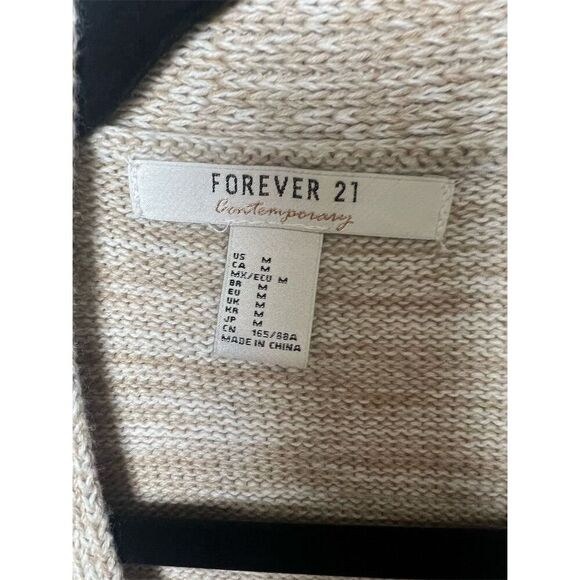 FOREVER 21
Contemporary
US M
CA M
MX/ECU M
BR M
EU M
UK M
KR M
JP M
CN 165/88A
MADE IN CHINA